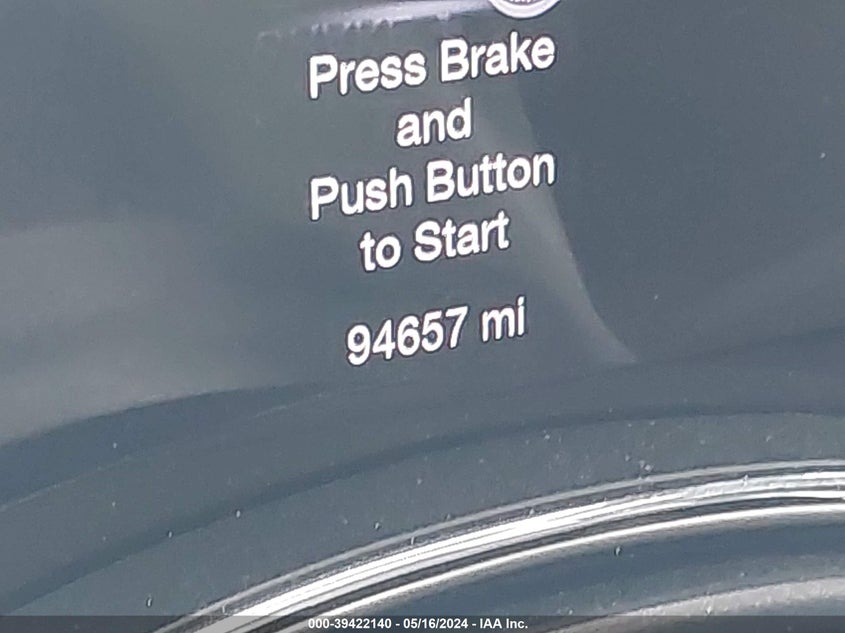 Press Brake
and
Push Button
to Start
94657 mi
000-39422140 - 05/16/2024 - IAA Inc.